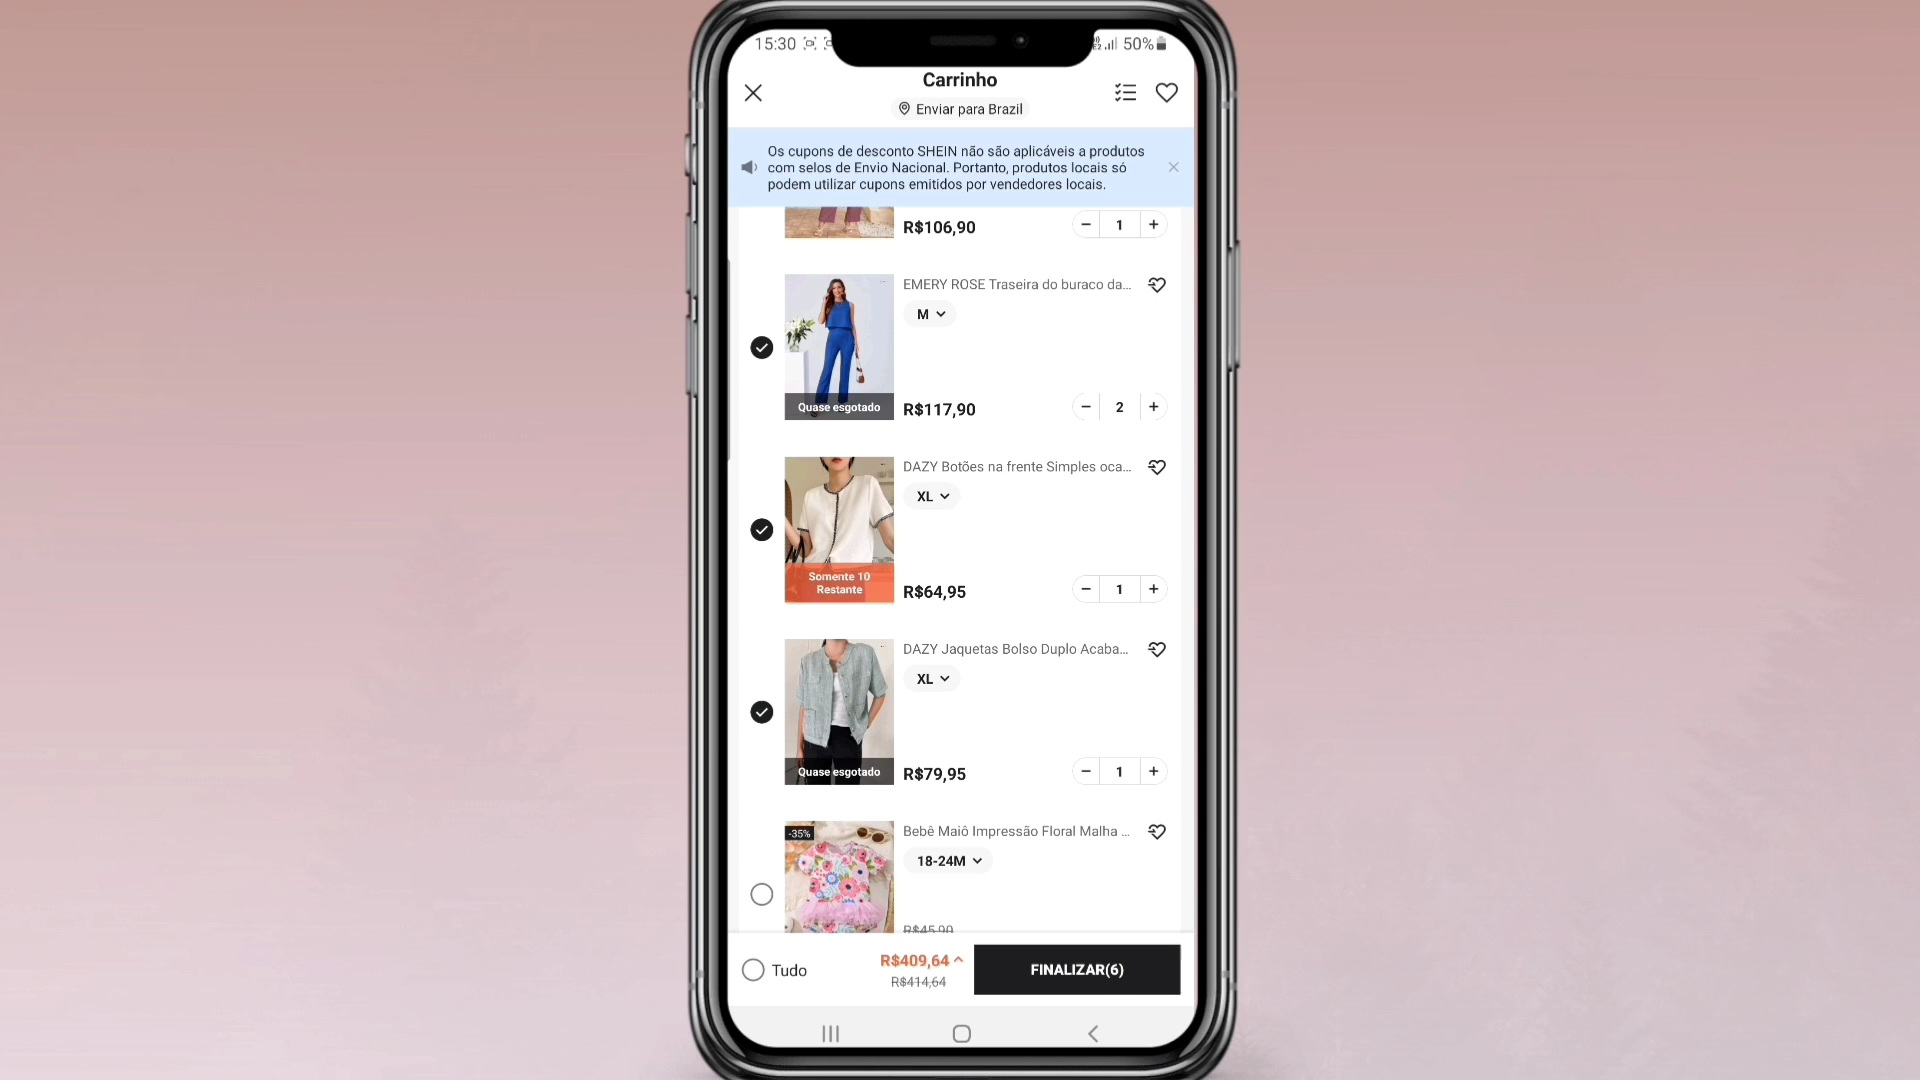 15:30
50%
Carrinho
Enviar para Brazil
Os cupons de desconto SHEIN não são aplicáveis a produtos
com selos de Envio Nacional. Portanto, produtos locais só
podem utilizar cupons emitidos por vendedores locais.
R$106,90
1
EMERY ROSE Traseira do buraco da...
M
Quase esgotado
R$117,90
2
DAZY Botões na frente Simples oca...
XL
Somente 10
Restante
R$64,95
1
DAZY Jaquetas Bolso Duplo Acaba...
XL
Quase esgotado
R$79,95
1
-35%
Bebê Maiô Impressão Floral Malha ...
18-24M
R$45,90
Tudo
R$409,64
R$414,64
FINALIZAR(6)